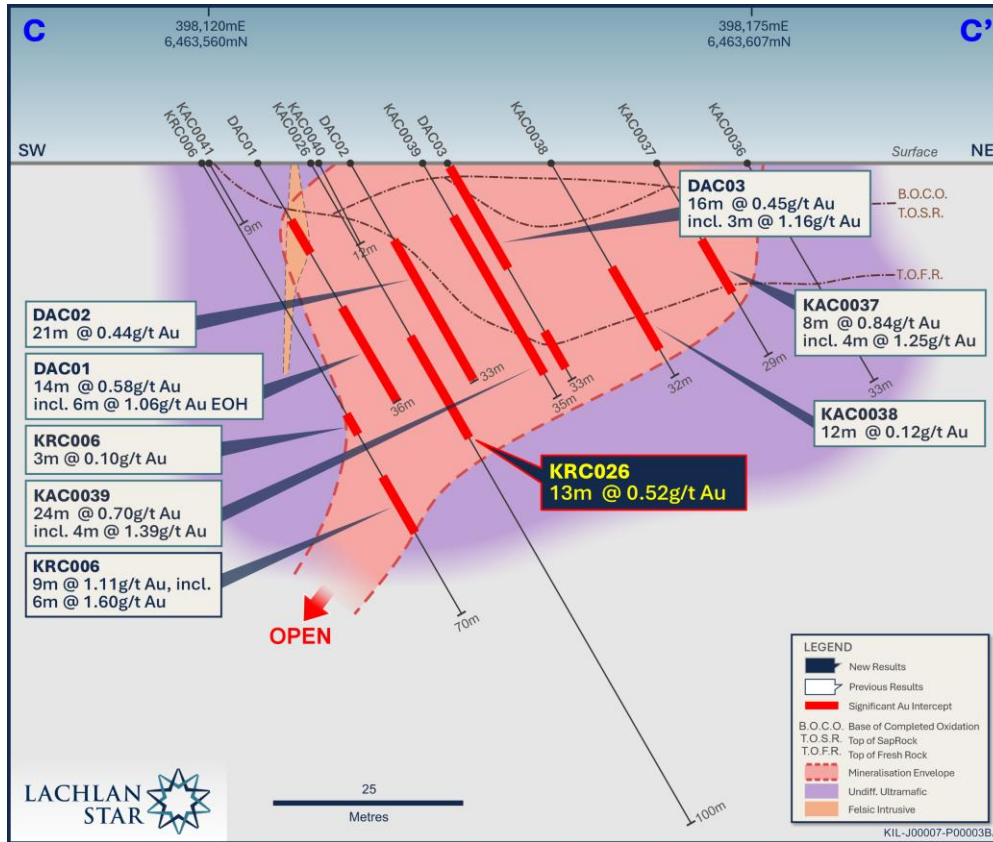 C
398,120mE
6,463,560mN
398,175mE
6,463,607mN
C'
SW
KRC006
KAC0041
DAC01
KAC0026
KAC0040
DAC02
KAC0039
DAC03
KAC0038
KAC0037
KAC0036
Surface
NE
B.O.C.O.
T.O.S.R.
T.O.F.R.
9m
12m
36m
33m
35m
33m
32m
29m
33m
70m
100m
DAC03
16m @ 0.45g/t Au
incl. 3m @ 1.16g/t Au
DAC02
21m @ 0.44g/t Au
DAC01
14m @ 0.58g/t Au
incl. 6m @ 1.06g/t Au EOH
KRC006
3m @ 0.10g/t Au
KAC0039
24m @ 0.70g/t Au
incl. 4m @ 1.39g/t Au
KRC006
9m @ 1.11g/t Au, incl.
6m @ 1.60g/t Au
KAC0037
8m @ 0.84g/t Au
incl. 4m @ 1.25g/t Au
KAC0038
12m @ 0.12g/t Au
KRC026
13m @ 0.52g/t Au
OPEN
LEGEND
New Results
Previous Results
Significant Au Intercept
B.O.C.O. Base of Completed Oxidation
T.O.S.R. Top of SapRock
T.O.F.R. Top of Fresh Rock
Mineralisation Envelope
Undiff. Ultramafic
Felsic Intrusive
LACHLAN
STAR
25
Metres